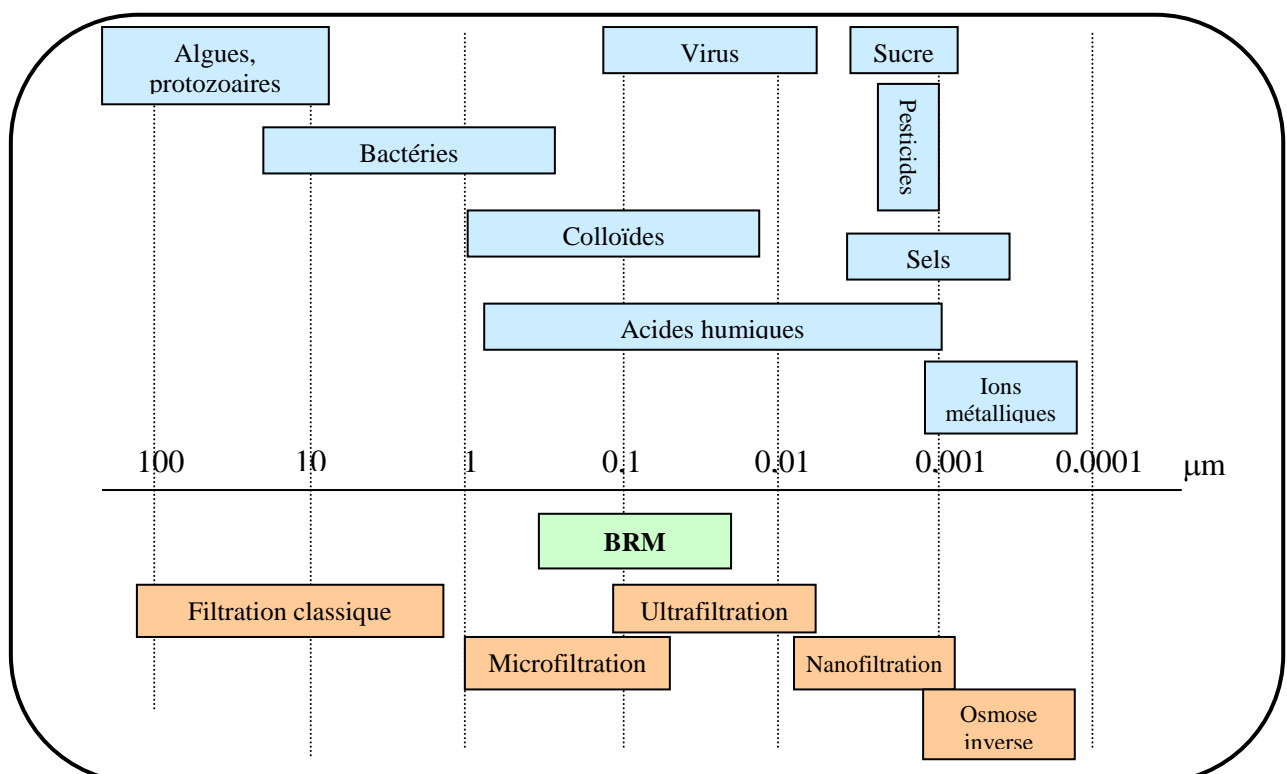 Algues,
protozoaires
Virus
Sucre
Pesticides
Bactéries
Colloïdes
Sels
Acides humiques
Ions
métalliques
100 10 1 0.1 0.01 0.001 0.0001 μm
BRM
Filtration classique
Ultrafiltration
Microfiltration
Nanofiltration
Osmose
inverse